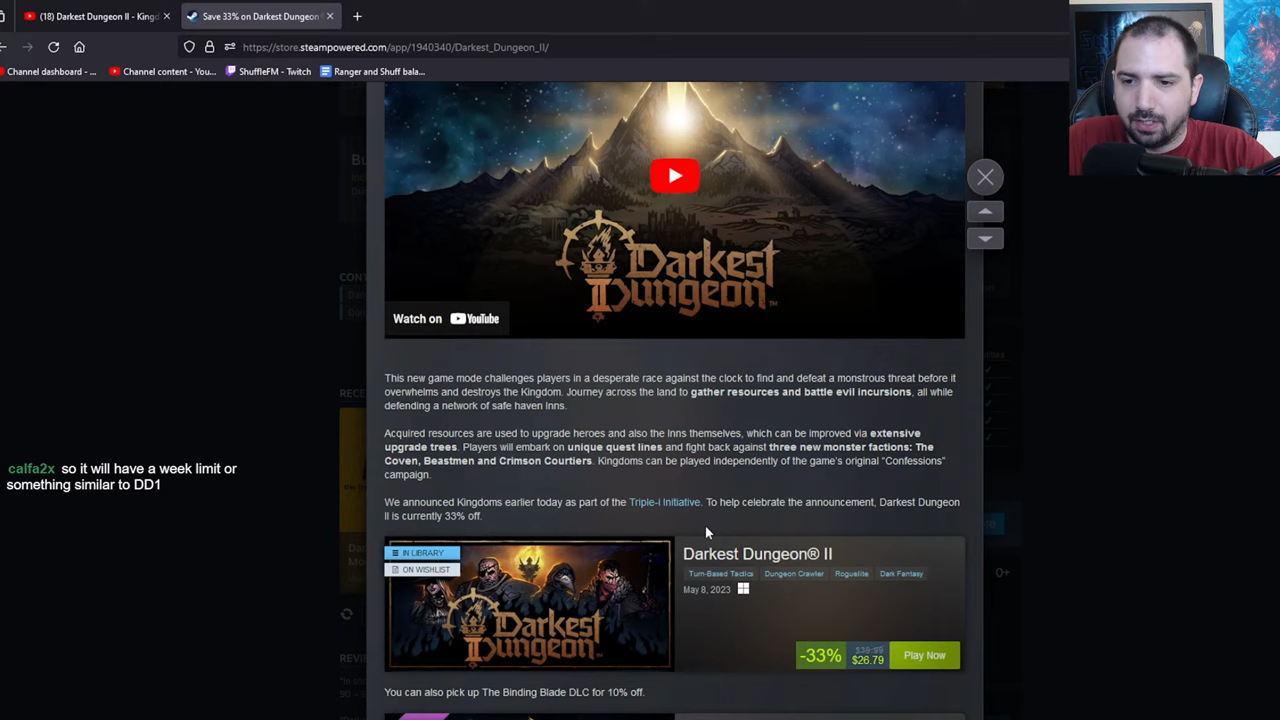 (18) Darkest Dungeon II - Kingd
Save 33% on Darkest Dungeon®
https://store.steampowered.com/app/1940340/Darkest_Dungeon_II/
Channel dashboard - ...
Channel content - You...
ShuffleFM - Twitch
Ranger and Shuff bala...
Darkest
Dungeon
Watch on YouTube
This new game mode challenges players in a desperate race against the clock to find and defeat a monstrous threat before it
overwhelms and destroys the Kingdom. Journey across the land to gather resources and battle evil incursions, all while
defending a network of safe haven Inns.
Acquired resources are used to upgrade heroes and also the Inns themselves, which can be improved via extensive
upgrade trees. Players will embark on unique quest lines and fight back against three new monster factions: The
Coven, Beastmen and Crimson Courtiers. Kingdoms can be played independently of the game's original “Confessions”
campaign.
We announced Kingdoms earlier today as part of the Triple-i Initiative. To help celebrate the announcement, Darkest Dungeon
II is currently 33% off.
IN LIBRARY
ON WISHLIST
Darkest
Dungeon
Darkest Dungeon® II
Turn-Based Tactics
Dungeon Crawler
Roguelite
Dark Fantasy
May 8, 2023
-33%
$39.99
$26.79
Play Now
You can also pick up The Binding Blade DLC for 10% off.
calfa2x so it will have a week limit or
something similar to DD1
0+